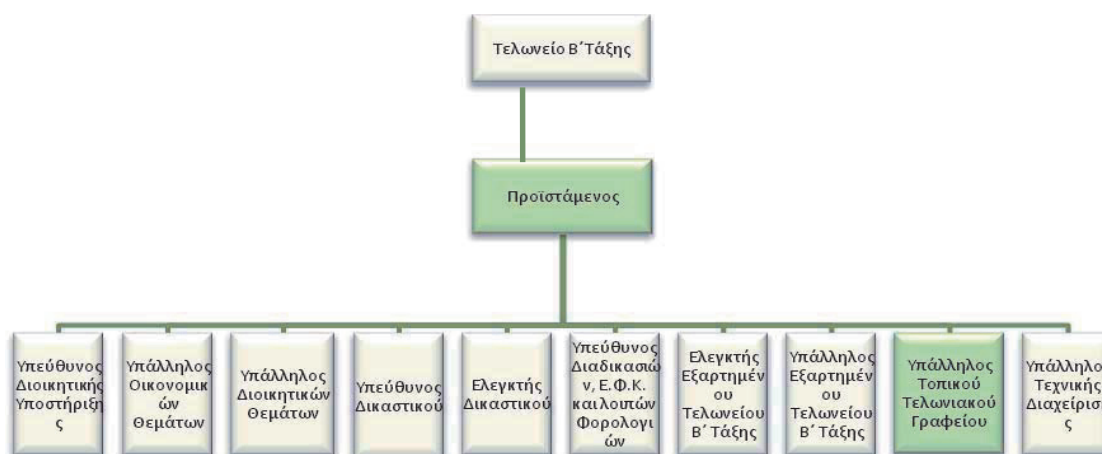 Τελωνείο Β΄Τάξης
Προϊστάμενος
Υπεύθυνος
Διοικητικής
Υποστήριξη
ς
Υπάλληλος
Οικονομικ
ών
Θεμάτων
Υπάλληλος
Διοικητικών
Θεμάτων
Υπεύθυνος
Δικαστικού
Ελεγκτής
Δικαστικού
Υπεύθυνος
Διαδικασιώ
ν, Ε.Φ.Κ.
και λοιπών
Φορολογι
ών
Ελεγκτής
Εξαρτημέν
ου
Τελωνείου
Β΄ Τάξης
Υπάλληλος
Εξαρτημέν
ου
Τελωνείου
Β΄ Τάξης
Υπάλληλος
Τοπικού
Τελωνιακού
Γραφείου
Υπάλληλος
Τεχνικής
Διαχείριση
ς